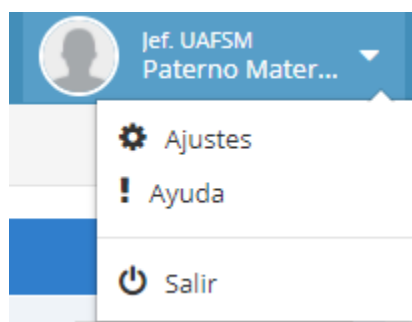 Jef. UAFSM
Paterno Mater...
Ajustes
Ayuda
Salir